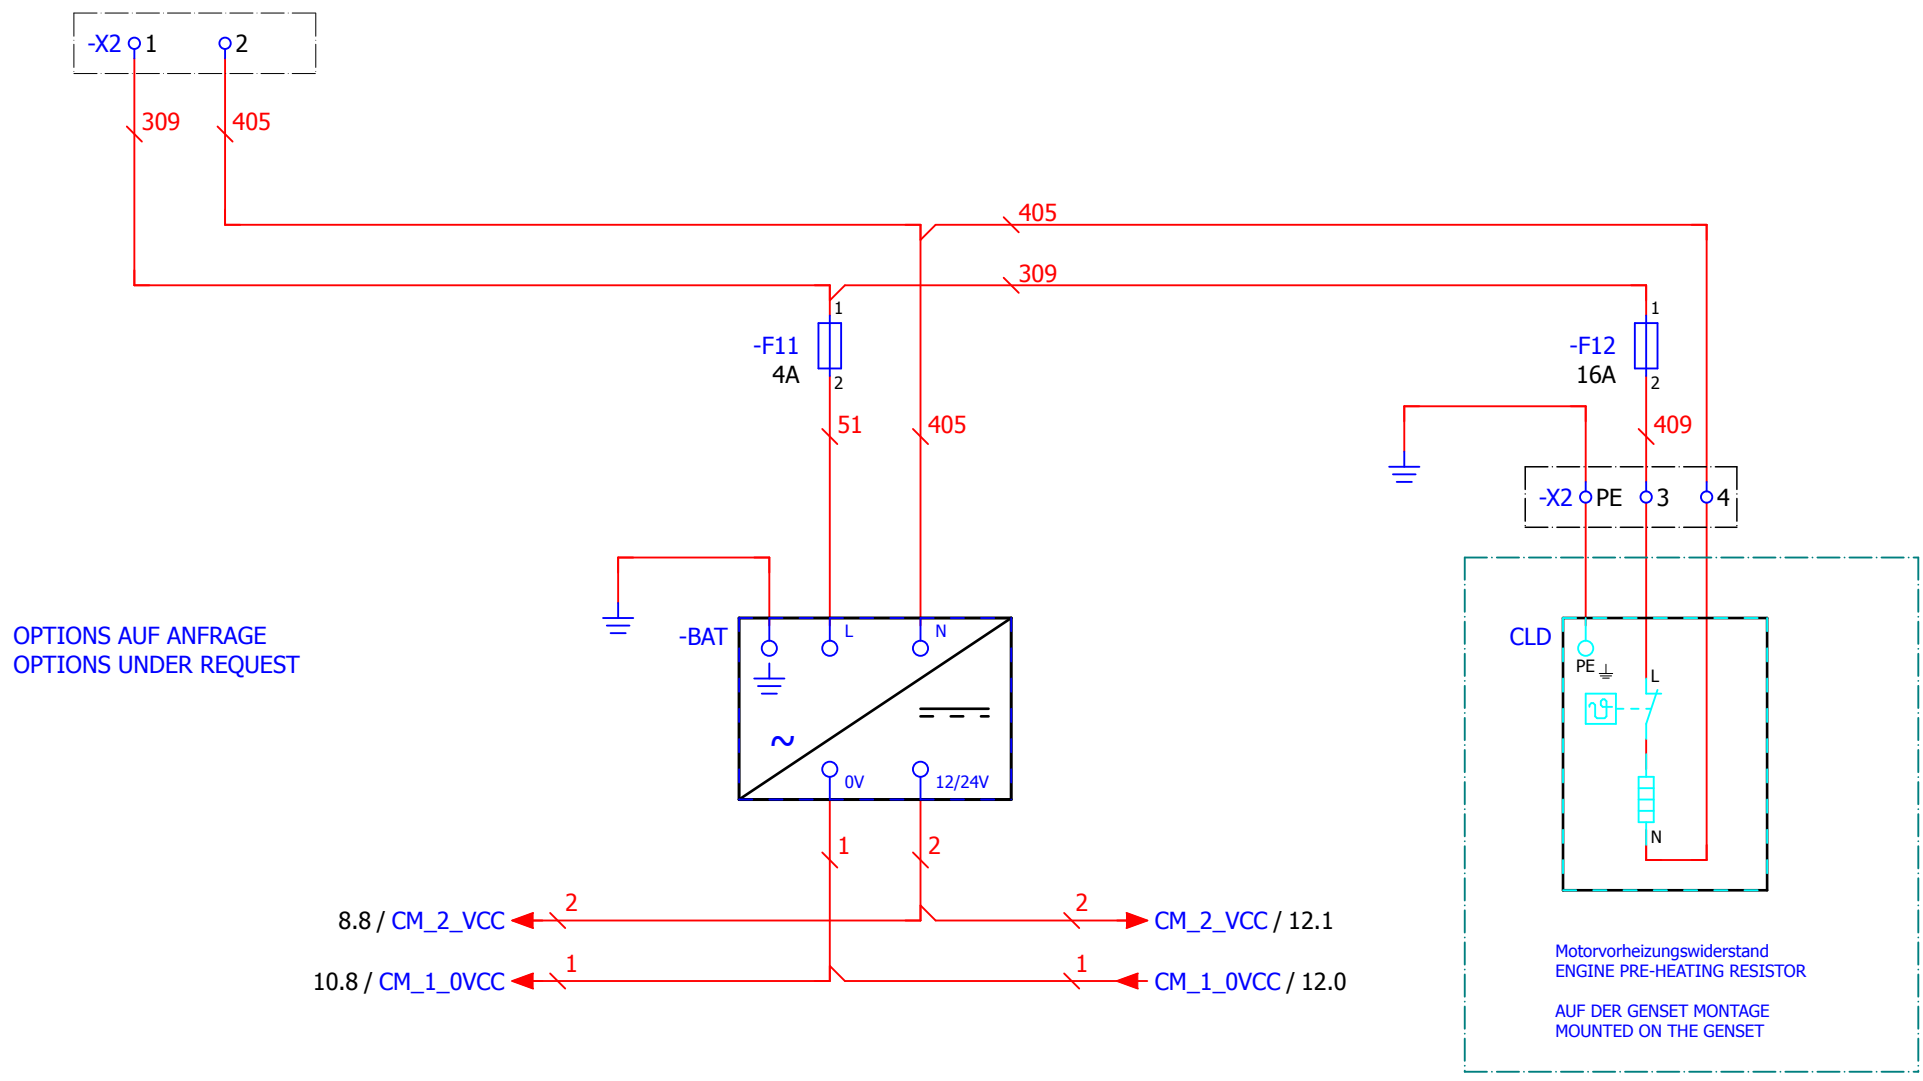 -X2 1 2
309 405
405
309
1
-F11
4A
2
1
-F12
16A
2
51 405
409
-X2 PE 3 4
OPTIONS AUF ANFRAGE
OPTIONS UNDER REQUEST
-BAT
L N
~
0V 12/24V
CLD
PE
L
ϑ
N
1 2
8.8 / CM_2_VCC 2
2 CM_2_VCC / 12.1
10.8 / CM_1_0VCC 1
1 CM_1_0VCC / 12.0
Motorvorheizungswiderstand
ENGINE PRE-HEATING RESISTOR
AUF DER GENSET MONTAGE
MOUNTED ON THE GENSET